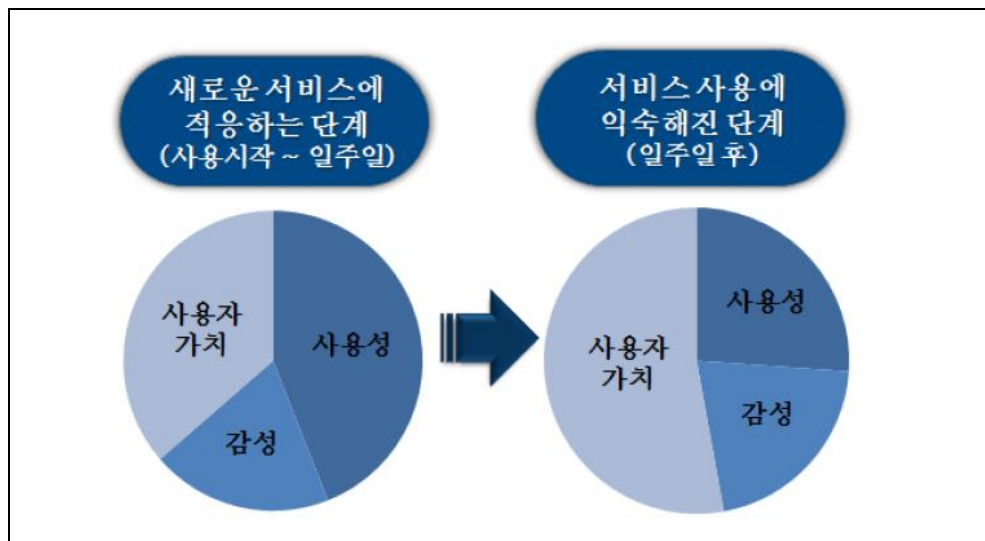 새로운 서비스에
적응하는 단계
(사용시작 ~ 일주일)
서비스 사용에
익숙해진 단계
(일주일 후)
사용자
가치
사용성
감성
사용자
가치
사용성
감성